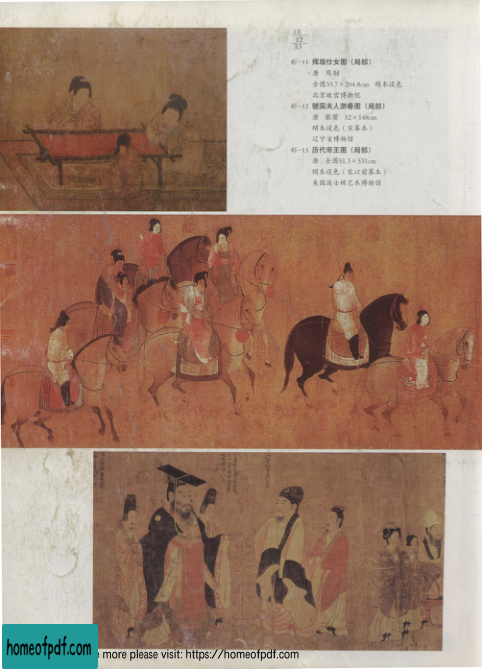 11
12
13
彩-11 挥扇仕女图（局部）
唐 周昉
全图33.7×204.8cm 绢本设色
北京故宫博物院
彩-12 虢国夫人游春图（局部）
唐 张萱 52×148cm
绢本设色（宋摹本）
辽宁省博物馆
彩-13 历代帝王图（局部）
唐 全图51.3×531cm
绢本设色（宋以前摹本）
美国波士顿艺术博物馆
homeofpdf.com
more please visit: https://homeofpdf.com